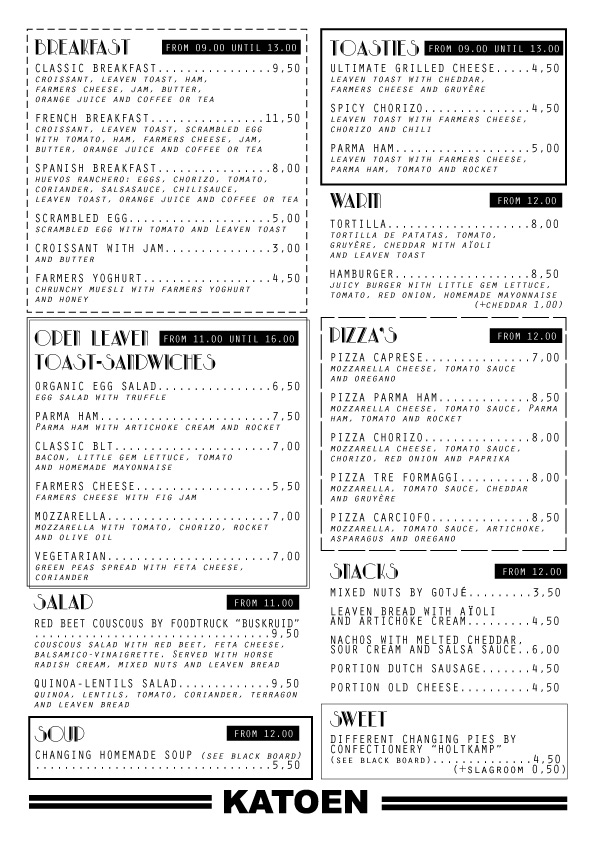 BREAKFAST FROM 09.00 UNTIL 13.00
CLASSIC BREAKFAST................9,50
CROISSANT, LEAVEN TOAST, HAM,
FARMERS CHEESE, JAM, BUTTER,
ORANGE JUICE AND COFFEE OR TEA
FRENCH BREAKFAST................11,50
CROISSANT, LEAVEN TOAST, SCRAMBLED EGG
WITH TOMATO, HAM, FARMERS CHEESE, JAM,
BUTTER, ORANGE JUICE AND COFFEE OR TEA
SPANISH BREAKFAST................8,00
HUEVOS RANCHERO: EGGS, CHORIZO, TOMATO,
CORIANDER, SALSASAUCE, CHILISAUCE,
LEAVEN TOAST, ORANGE JUICE AND COFFEE OR TEA
SCRAMBLED EGG....................5,00
SCRAMBLED EGG WITH TOMATO AND LEAVEN TOAST
CROISSANT WITH JAM...............3,00
AND BUTTER
FARMERS YOGHURT..................4,50
CHRUNCHY MUESLI WITH FARMERS YOGHURT
AND HONEY
OPEN LEAVEN FROM 11.00 UNTIL 16.00
TOAST-SANDWICHES
ORGANIC EGG SALAD................6,50
EGG SALAD WITH TRUFFLE
PARMA HAM........................7,50
PARMA HAM WITH ARTICHOKE CREAM AND ROCKET
CLASSIC BLT......................7,00
BACON, LITTLE GEM LETTUCE, TOMATO
AND HOMEMADE MAYONNAISE
FARMERS CHEESE...................5,50
FARMERS CHEESE WITH FIG JAM
MOZZARELLA.......................7,00
MOZZARELLA WITH TOMATO, CHORIZO, ROCKET
AND OLIVE OIL
VEGETARIAN.......................7,00
GREEN PEAS SPREAD WITH FETA CHEESE,
CORIANDER
SALAD FROM 11.00
RED BEET COUSCOUS BY FOODTRUCK “BUSKRUID”
.................................9,50
COUSCOUS SALAD WITH RED BEET, FETA CHEESE,
BALSAMICO-VINAIGRETTE. SERVED WITH HORSE
RADISH CREAM, MIXED NUTS AND LEAVEN BREAD
QUINOA-LENTILS SALAD.............9,50
QUINOA, LENTILS, TOMATO, CORIANDER, TERRAGON
AND LEAVEN BREAD
SOUP FROM 12.00
CHANGING HOMEMADE SOUP (SEE BLACK BOARD)
.................................5,50
TOASTIES FROM 09.00 UNTIL 13.00
ULTIMATE GRILLED CHEESE.....4,50
LEAVEN TOAST WITH CHEDDAR,
FARMERS CHEESE AND GRUYÈRE
SPICY CHORIZO...............4,50
LEAVEN TOAST WITH FARMERS CHEESE,
CHORIZO AND CHILI
PARMA HAM...................5,00
LEAVEN TOAST WITH FARMERS CHEESE,
PARMA HAM, TOMATO AND ROCKET
WARM FROM 12.00
TORTILLA....................8,00
TORTILLA DE PATATAS, TOMATO,
GRUYÈRE, CHEDDAR WITH AÏOLI
AND LEAVEN TOAST
HAMBURGER...................8,50
JUICY BURGER WITH LITTLE GEM LETTUCE,
TOMATO, RED ONION, HOMEMADE MAYONNAISE
(+CHEDDAR 1,00)
PIZZA'S FROM 12.00
PIZZA CAPRESE...............7,00
MOZZARELLA CHEESE, TOMATO SAUCE
AND OREGANO
PIZZA PARMA HAM.............8,50
MOZZARELLA CHEESE, TOMATO SAUCE, PARMA
HAM, TOMATO AND ROCKET
PIZZA CHORIZO...............8,00
MOZZARELLA CHEESE, TOMATO SAUCE,
CHORIZO, RED ONION AND PAPRIKA
PIZZA TRE FORMAGGI..........8,00
MOZZARELLA, TOMATO SAUCE, CHEDDAR
AND GRUYÈRE
PIZZA CARCIOFO..............8,50
MOZZARELLA, TOMATO SAUCE, ARTICHOKE,
ASPARAGUS AND OREGANO
SNACKS FROM 12.00
MIXED NUTS BY GOTJÉ.........3,50
LEAVEN BREAD WITH AÏOLI
AND ARTICHOKE CREAM.........4,50
NACHOS WITH MELTED CHEDDAR,
SOUR CREAM AND SALSA SAUCE..6,00
PORTION DUTCH SAUSAGE.......4,50
PORTION OLD CHEESE..........4,50
SWEET
DIFFERENT CHANGING PIES BY
CONFECTIONERY “HOLTKAMP”
(SEE BLACK BOARD)...............4,50
(+SLAGROOM 0,50)
KATOEN